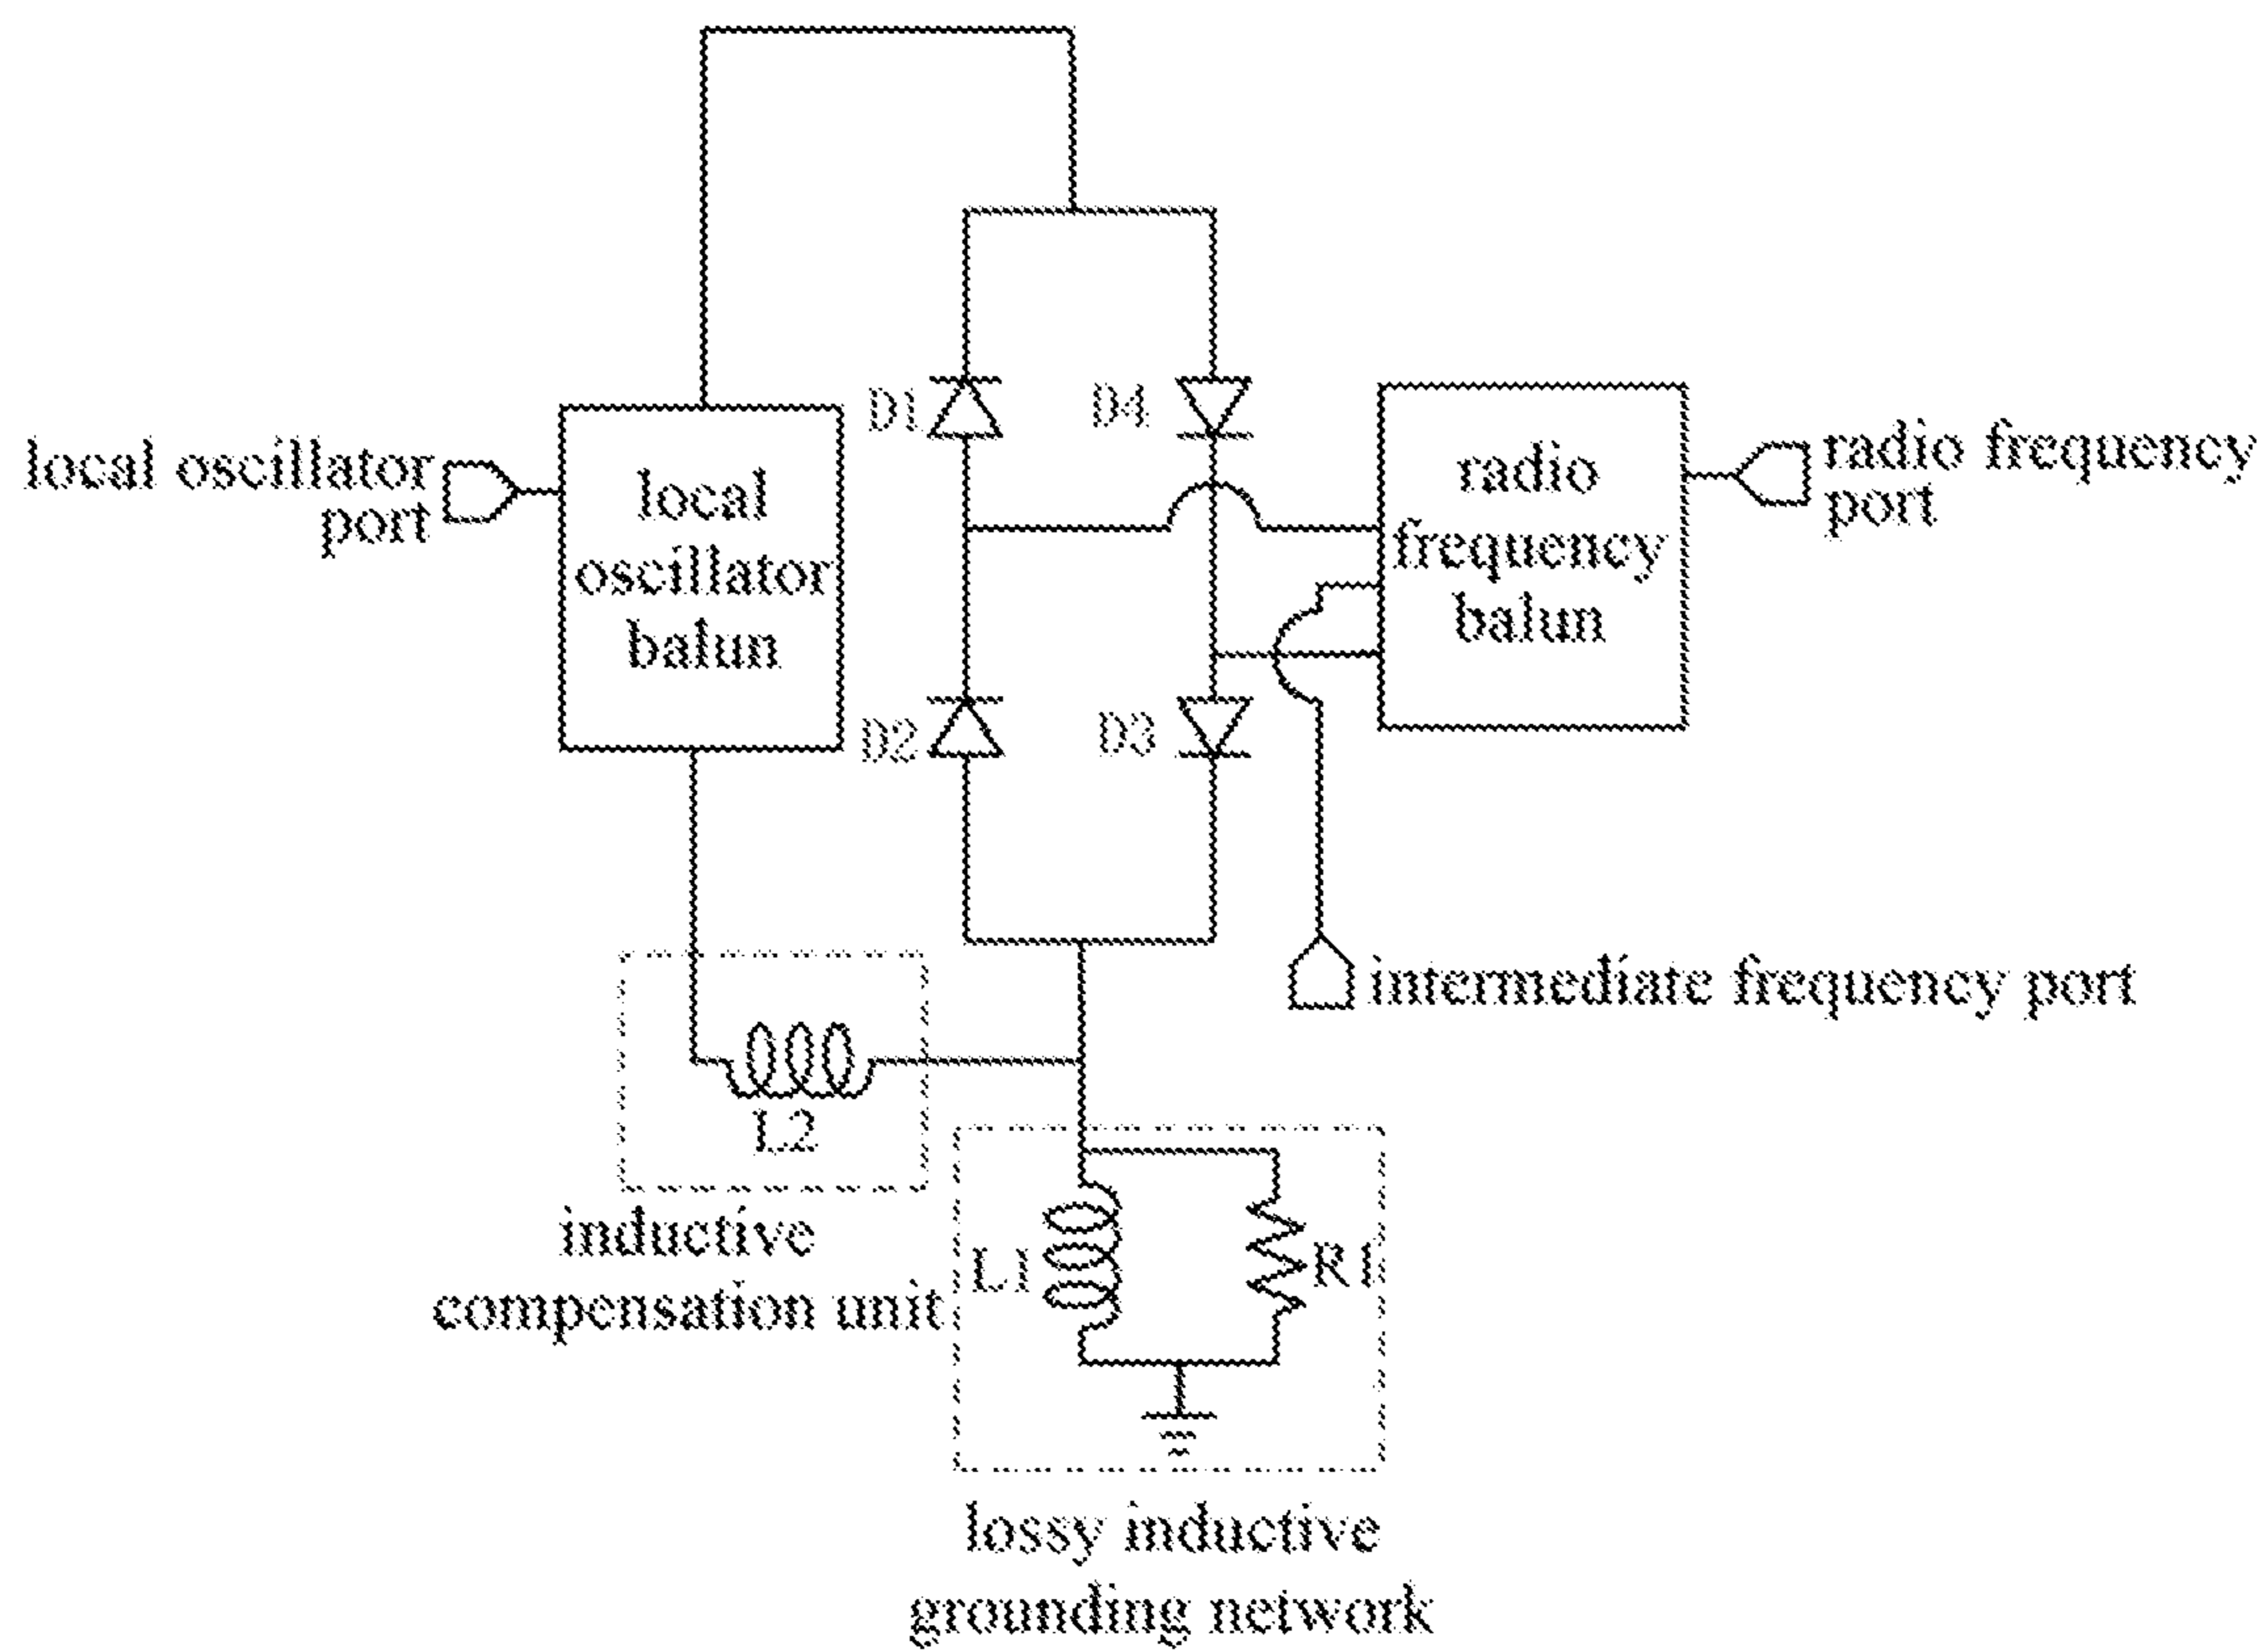 D1
D4
local oscillator
port
local
oscillator
balun
radio
frequency
balun
radio frequency
port
D2
D3
intermediate frequency port
L2
inductive
compensation unit
L1
R1
lossy inductive
grounding network